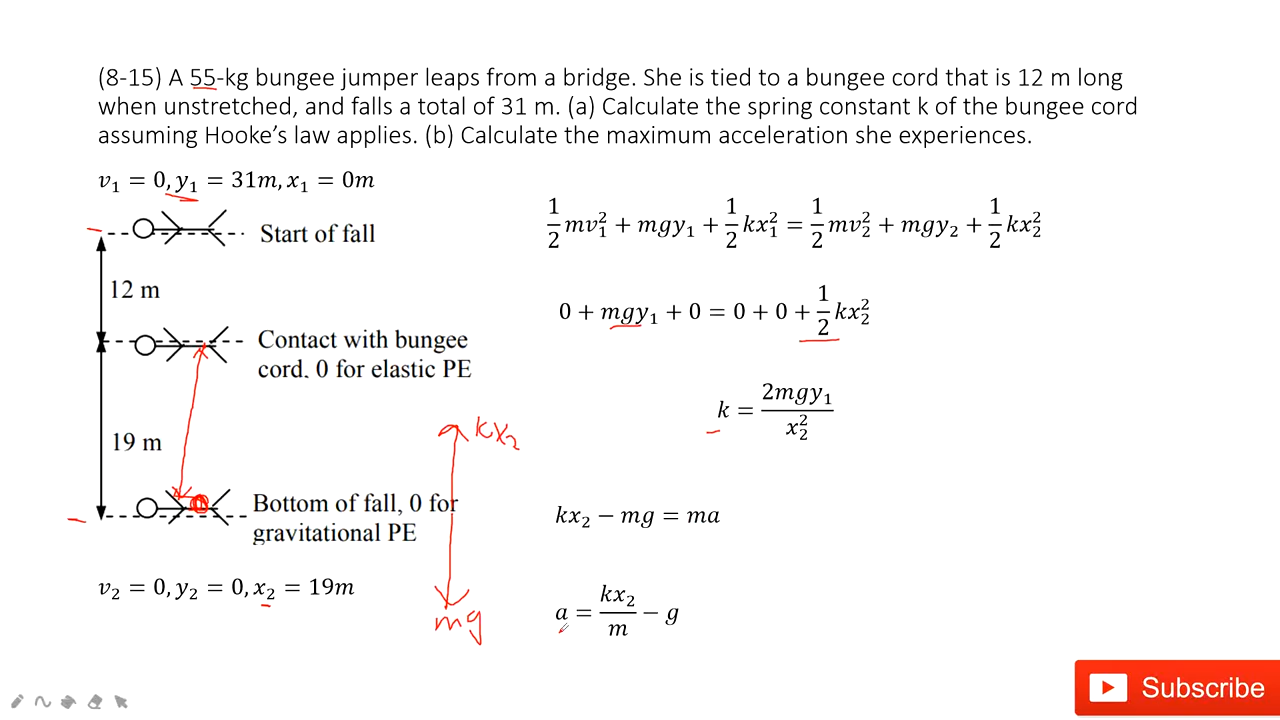 (8-15) A 55-kg bungee jumper leaps from a bridge. She is tied to a bungee cord that is 12 m long
when unstretched, and falls a total of 31 m. (a) Calculate the spring constant k of the bungee cord
assuming Hooke's law applies. (b) Calculate the maximum acceleration she experiences.
v₁ = 0, y₁ = 31m, x₁ = 0m
½mv₁² + mgy₁ + ½kx₁² = ½mv₂² + mgy₂ + ½kx₂²
Start of fall
12 m
0 + mgy₁ + 0 = 0 + 0 + ½kx₂²
Contact with bungee
cord, 0 for elastic PE
k = 2mgy₁/x₂²
19 m
kx₂
Bottom of fall, 0 for
gravitational PE
kx₂ − mg = ma
v₂ = 0, y₂ = 0, x₂ = 19m
mg
a = kx₂/m − g
Subscribe